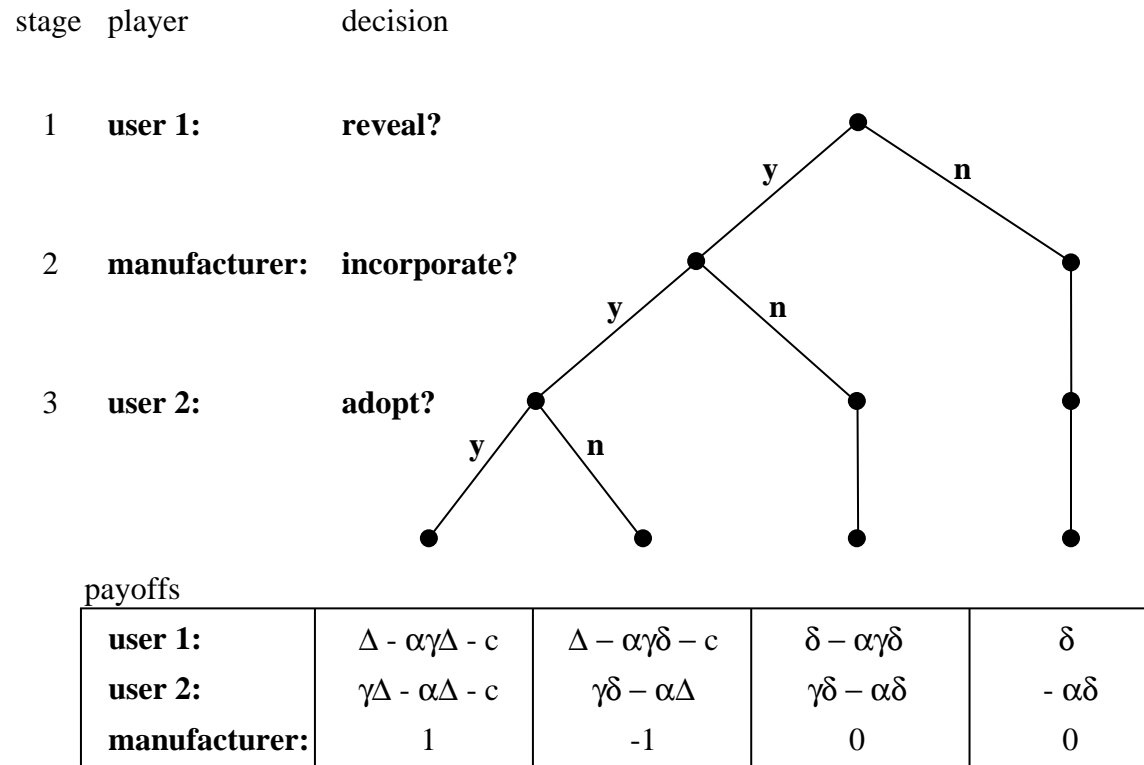 stage player decision
1 user 1: reveal?
y n
2 manufacturer: incorporate?
y n
3 user 2: adopt?
y n
payoffs
user 1: Δ - αγΔ - c Δ – αγδ – c δ – αγδ δ
user 2: γΔ - αΔ - c γδ – αΔ γδ – αδ - αδ
manufacturer: 1 -1 0 0